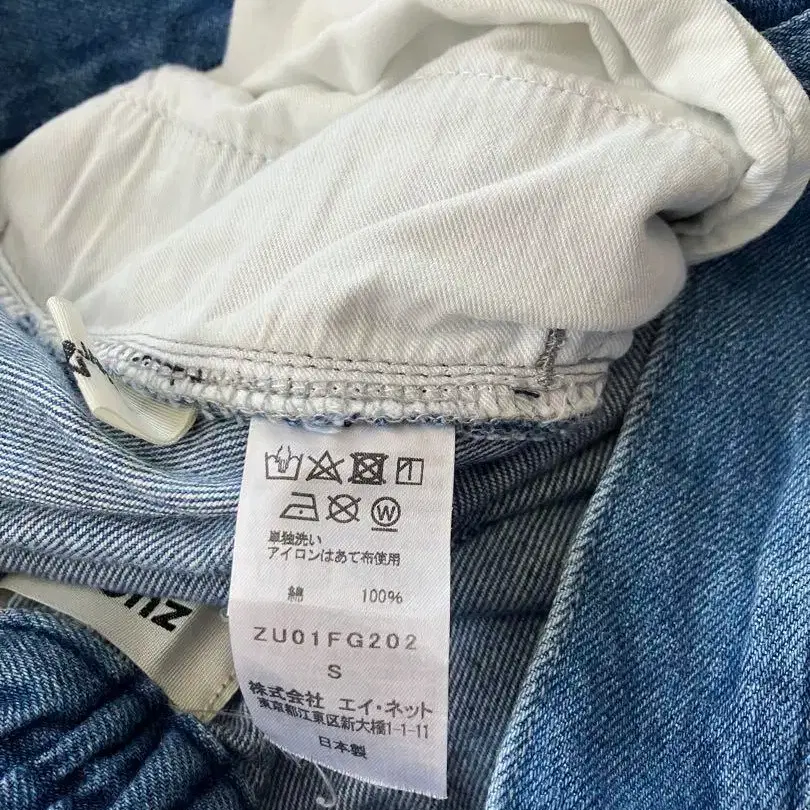 単独洗い
アイロンはあて布使用
綿 100%
ZU01FG202
S
株式会社 エイ・ネット
東京都江東区新大橋1-1-11
日本製